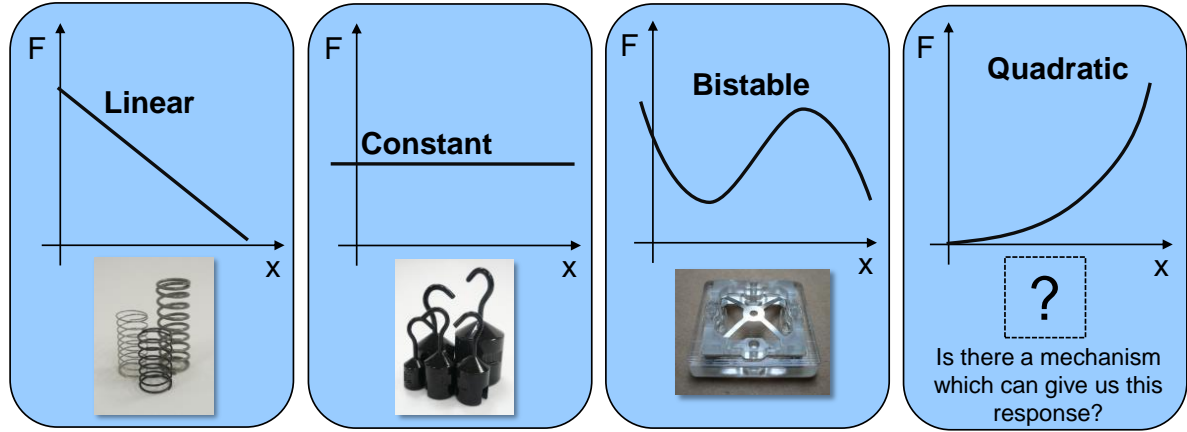 F
Linear
x
F
Constant
x
F
Bistable
x
F
Quadratic
x
?
Is there a mechanism
which can give us this
response?